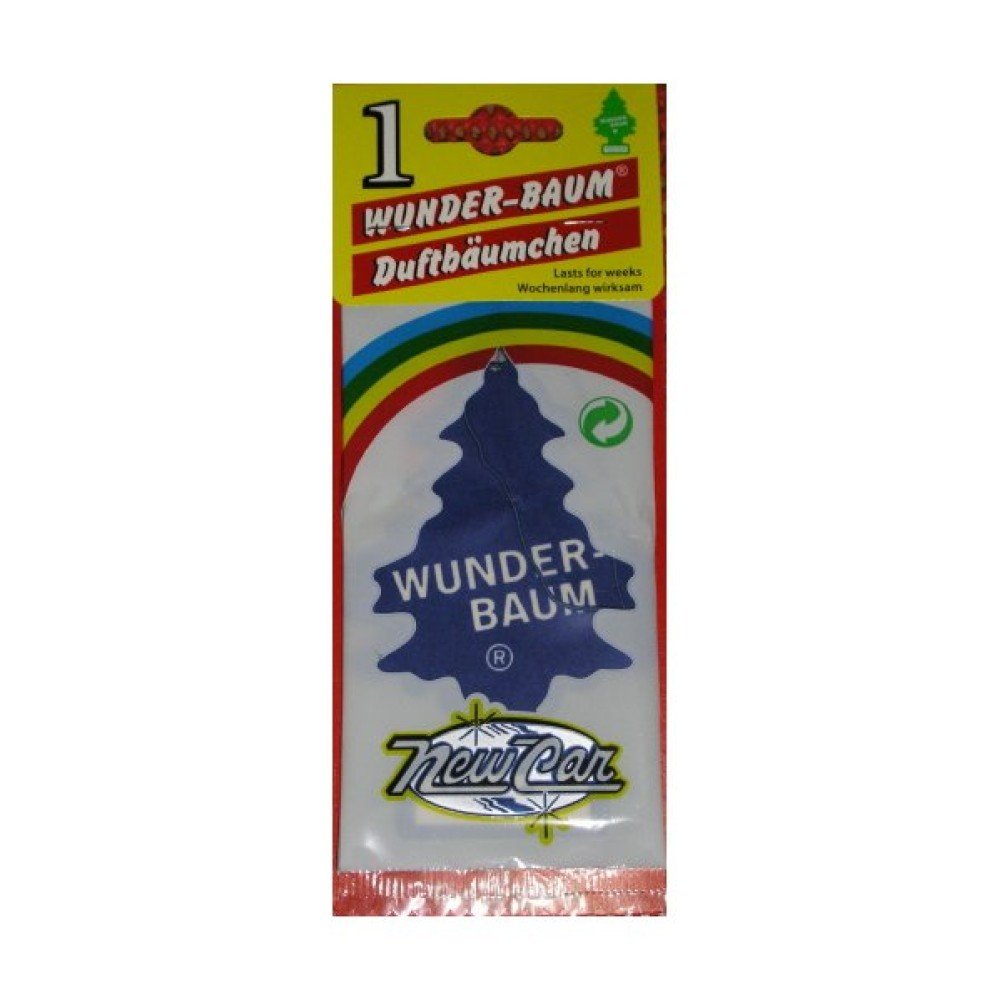 1
WUNDER-BAUM®
Duftbäumchen
Lasts for weeks
Wochenlang wirksam
WUNDER-
BAUM
®
New Car